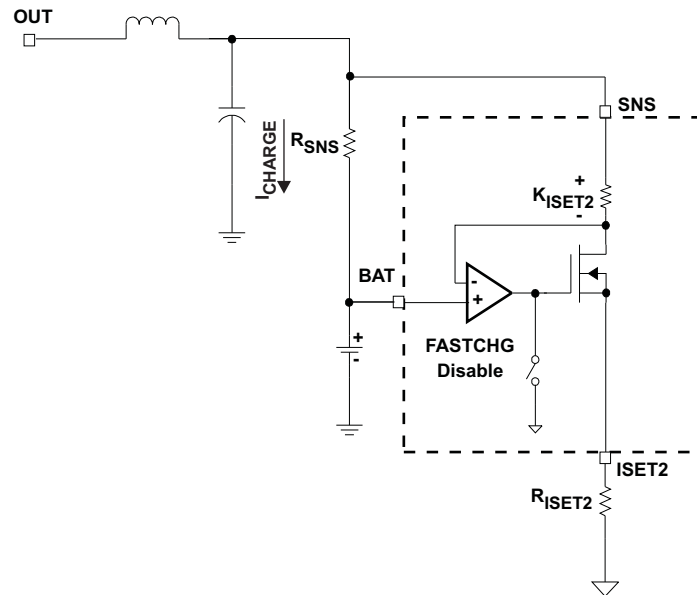 OUT
SNS
ICHARGE
RSNS
+
KISET2
-
BAT
-
+
+
-
FASTCHG
Disable
ISET2
RISET2